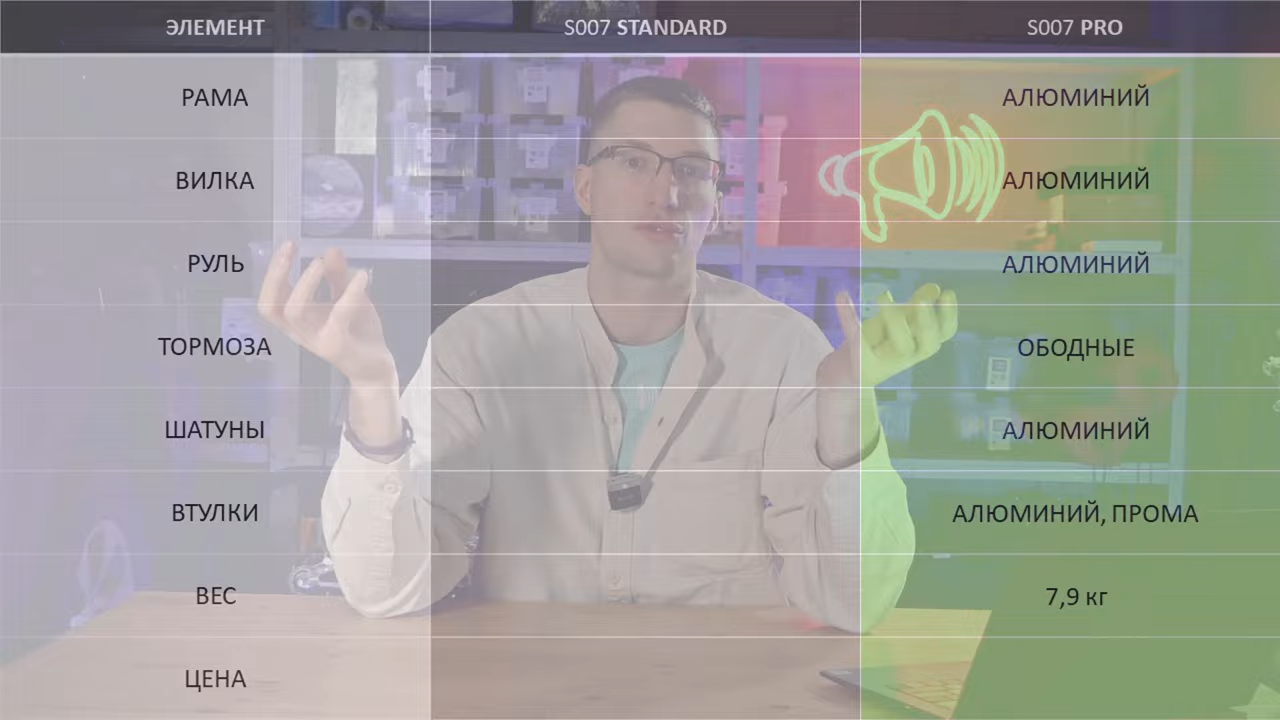 ЭЛЕМЕНТ S007 STANDARD S007 PRO
РАМА АЛЮМИНИЙ
ВИЛКА АЛЮМИНИЙ
РУЛЬ АЛЮМИНИЙ
ТОРМОЗА ОБОДНЫЕ
ШАТУНЫ АЛЮМИНИЙ
ВТУЛКИ АЛЮМИНИЙ, ПРОМА
ВЕС 7,9 кг
ЦЕНА